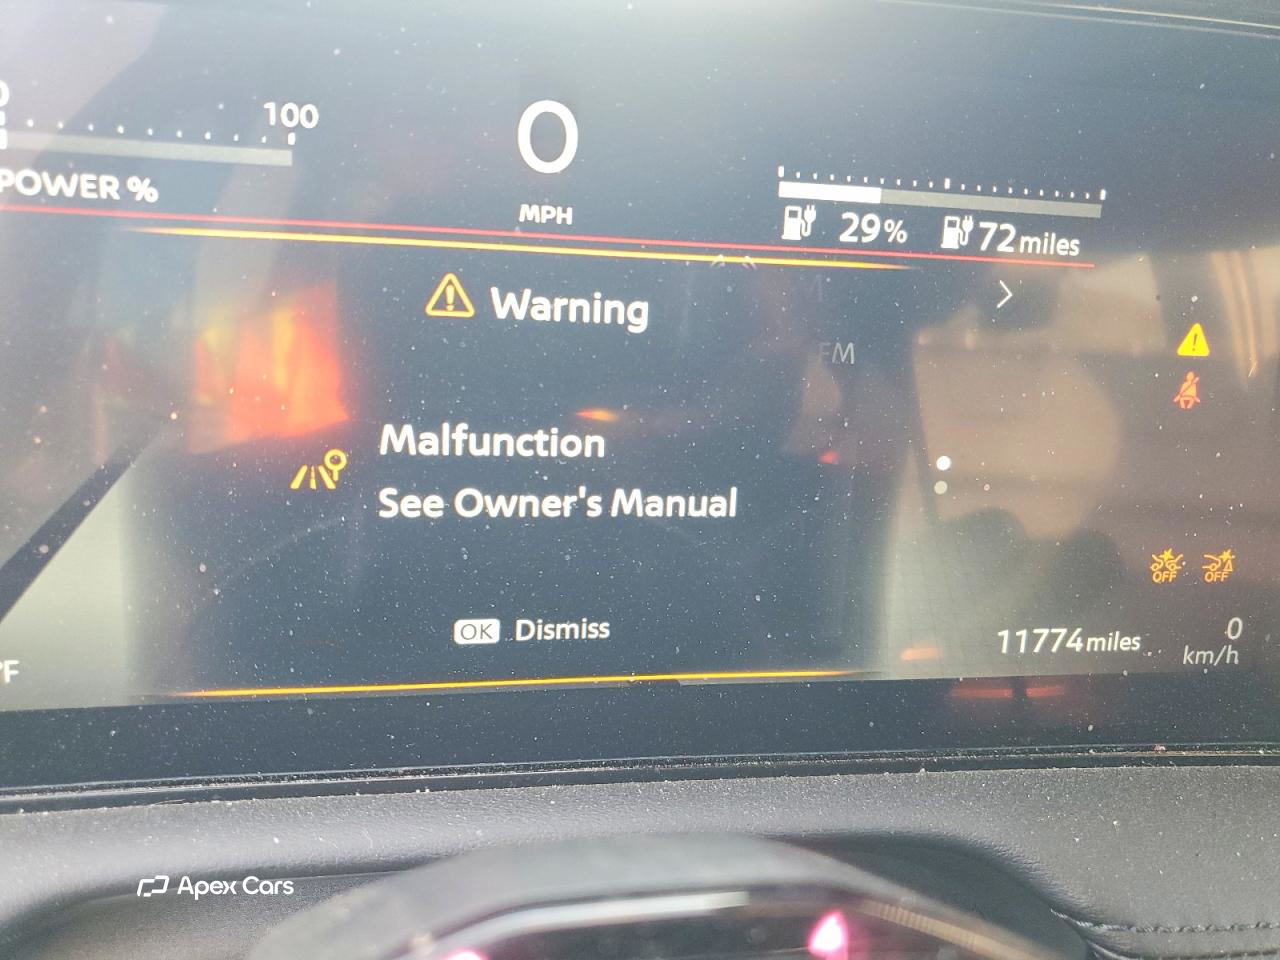 100
POWER %
0
MPH
29%
72 miles
Warning
FM
Malfunction
See Owner's Manual
OFF
OFF
OK Dismiss
11774 miles
0
km/h
°F
Apex Cars